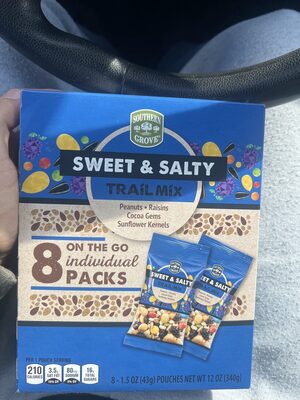 SOUTHERN
GROVE
SWEET & SALTY
TRAIL MIX
Peanuts • Raisins
Cocoa Gems
Sunflower Kernels
8 ON THE GO
individual
PACKS
SWEET & SALTY
PER 1 POUCH SERVING
210
CALORIES
3.5g
SAT FAT
80mg
SODIUM
16g
TOTAL
SUGARS
8 - 1.5 OZ (43g) POUCHES NET WT 12 OZ (340g)